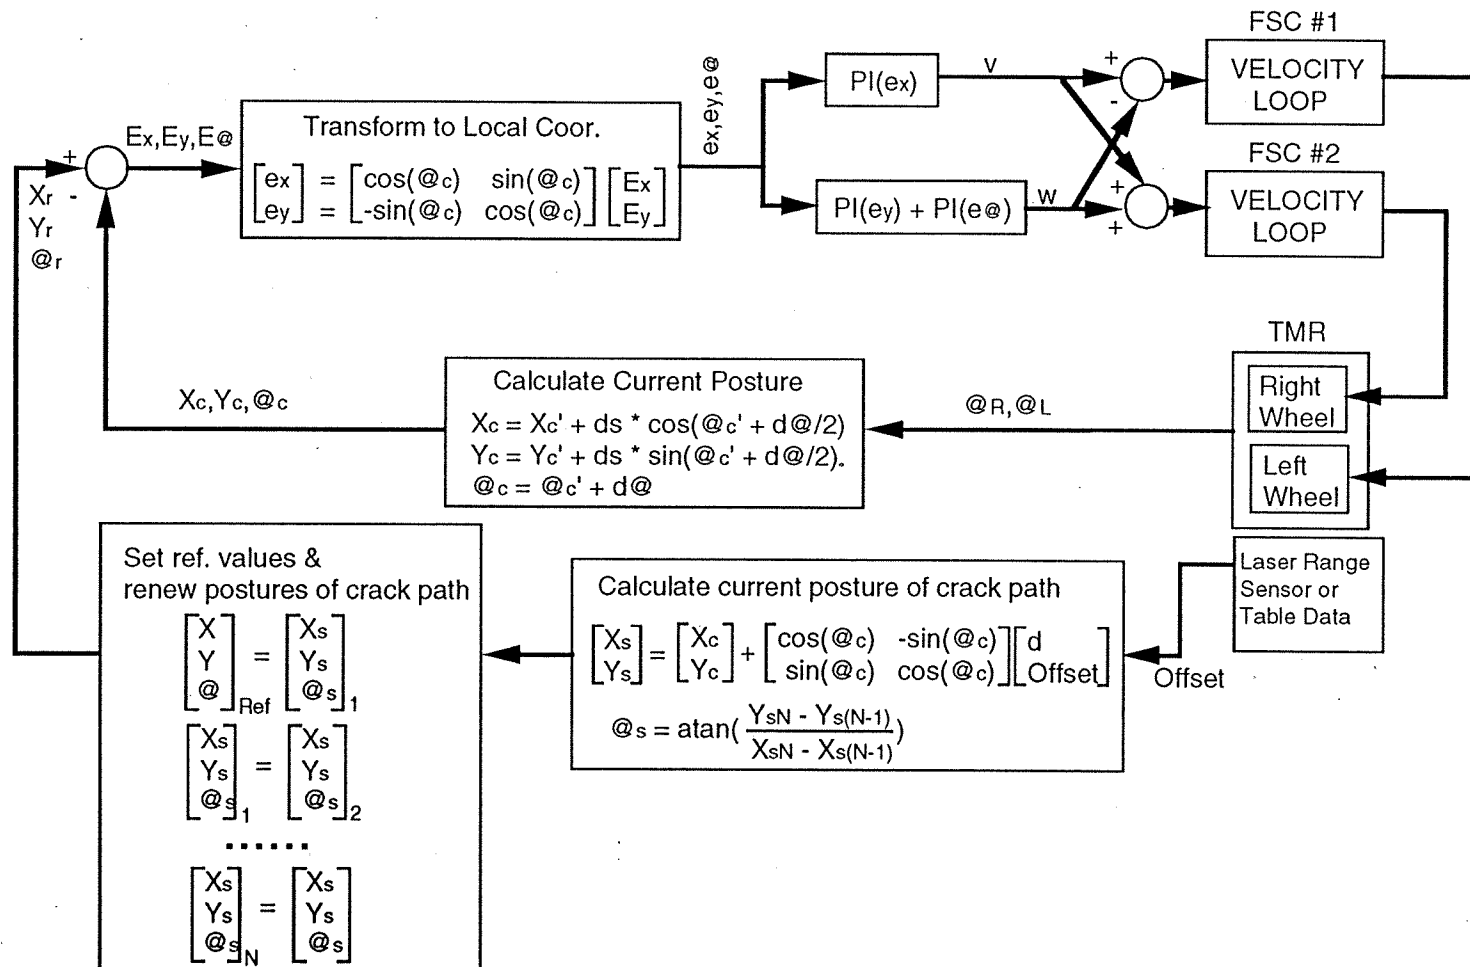 FSC #1
VELOCITY
LOOP
PI(ex)
v
+
-
ex,ey,e@
Transform to Local Coor.
[ex] = [cos(@c) sin(@c)] [Ex]
[ey] = [-sin(@c) cos(@c)] [Ey]
Ex,Ey,E@
+
-
Xr
Yr
@r
FSC #2
VELOCITY
LOOP
PI(ey) + PI(e@)
w
+
+
TMR
Right
Wheel
Left
Wheel
@R,@L
Calculate Current Posture
Xc = Xc' + ds * cos(@c' + d@/2)
Yc = Yc' + ds * sin(@c' + d@/2).
@c = @c' + d@
Xc,Yc,@c
Laser Range
Sensor or
Table Data
Offset
Calculate current posture of crack path
[Xs] = [Xc] + [cos(@c) -sin(@c)] [d]
[Ys] = [Yc] + [sin(@c) cos(@c)] [Offset]
@s = atan( YsN - Ys(N-1) / XsN - Xs(N-1) )
Set ref. values &
renew postures of crack path
X Xs
Y = Ys
@ Ref @s 1
Xs Xs
Ys = Ys
@s 1 @s 2
......
Xs Xs
Ys = Ys
@s N @s